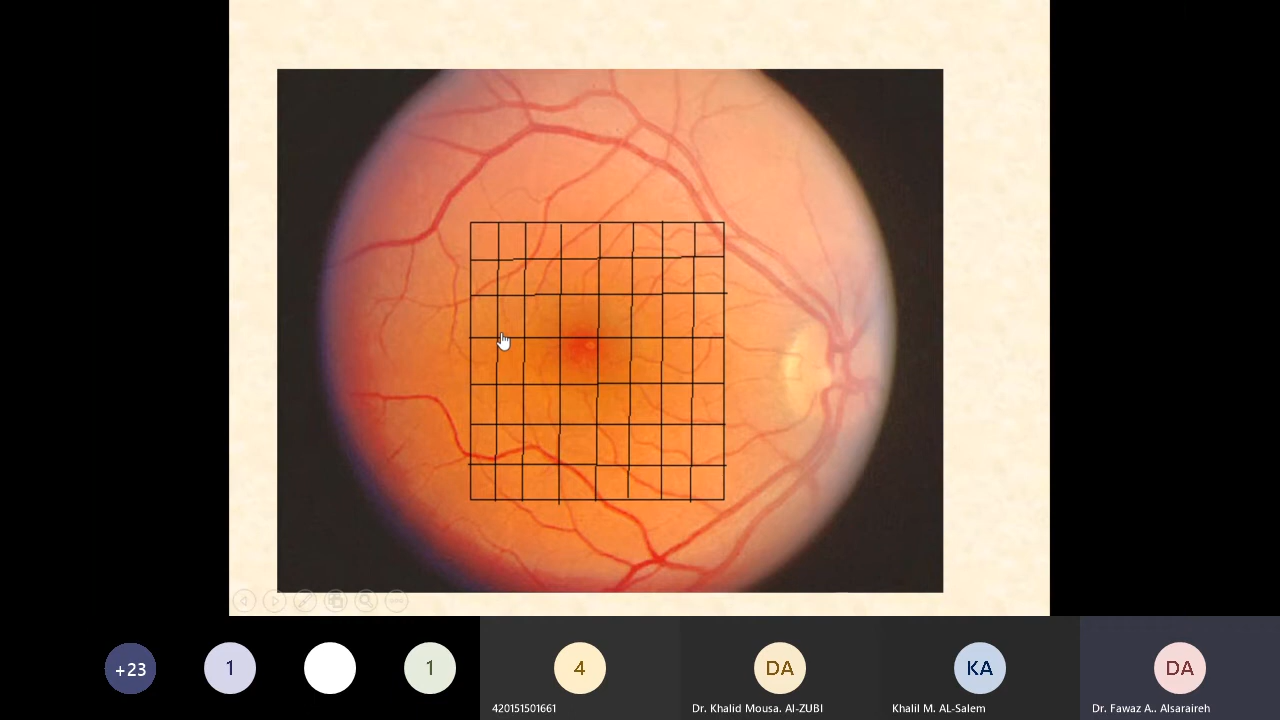 +23
1
1
4
DA
KA
DA
420151501661
Dr. Khalid Mousa. Al-ZUBI
Khalil M. AL-Salem
Dr. Fawaz A.. Alsaraireh